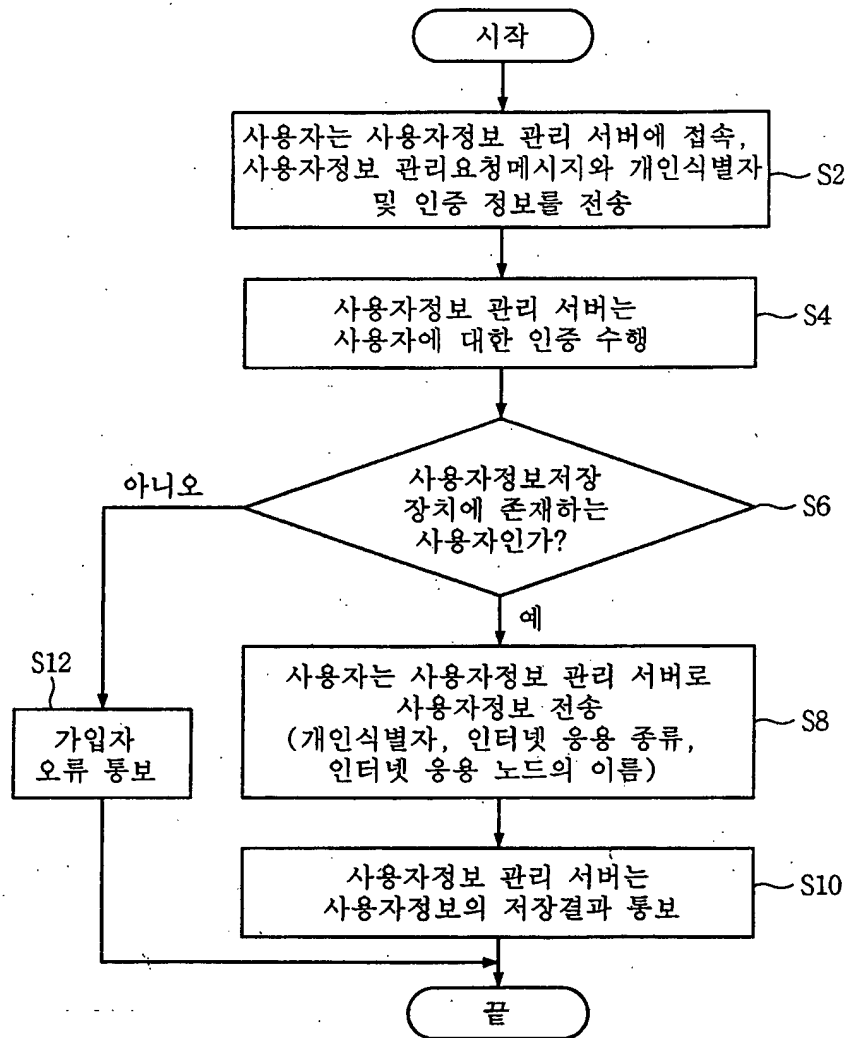 시작
사용자는 사용자정보 관리 서버에 접속,
사용자정보 관리요청메시지와 개인식별자
및 인증 정보를 전송
S2
사용자정보 관리 서버는
사용자에 대한 인증 수행
S4
사용자정보저장
장치에 존재하는
사용자인가?
S6
아니오
예
S12
가입자
오류 통보
사용자는 사용자정보 관리 서버로
사용자정보 전송
(개인식별자, 인터넷 응용 종류,
인터넷 응용 노드의 이름)
S8
사용자정보 관리 서버는
사용자정보의 저장결과 통보
S10
끝